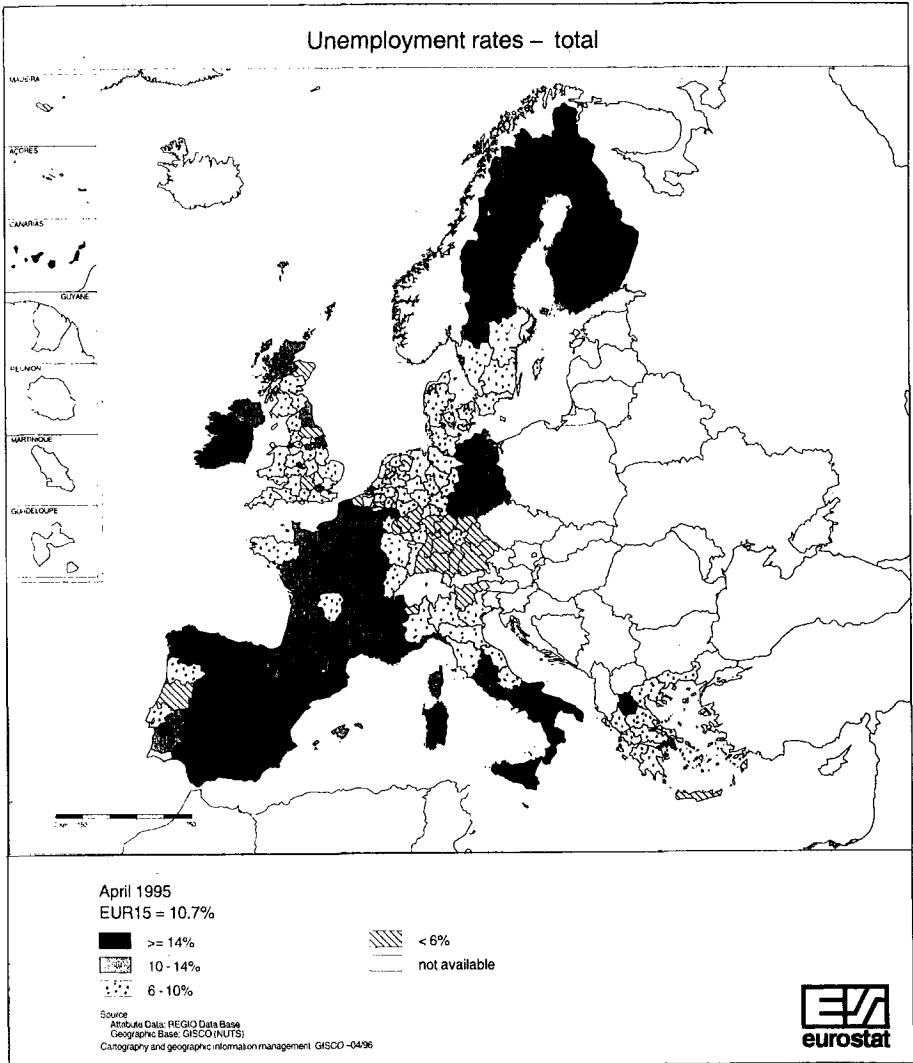 Unemployment rates – total
MADEIRA
AÇORES
CANARIAS
GUYANE
REUNION
MARTINIQUE
GUADELOUPE
April 1995
EUR15 = 10.7%
>= 14%
10 - 14%
6 - 10%
< 6%
not available
Source
Attribute Data: REGIO Data Base
Geographic Base: GISCO (NUTS)
Cartography and geographic information management GISCO –04/96
eurostat